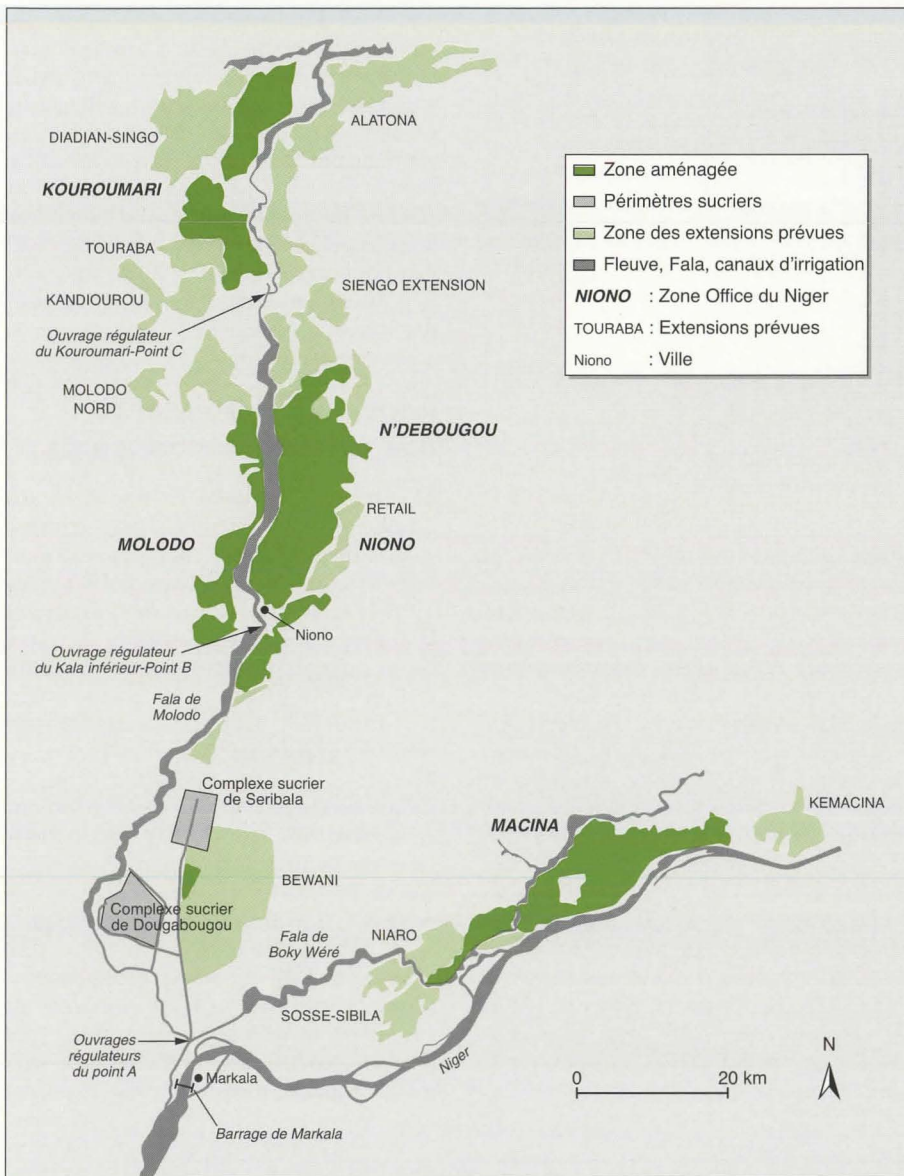 DIADIAN-SINGO
ALATONA
KOUROUMARI
TOURABA
KANDIOUROU
SIENGO EXTENSION
Ouvrage régulateur
du Kouroumari-Point C
MOLODO
NORD
N'DEBOUGOU
RETAIL
MOLODO
NIONO
Niono
Ouvrage régulateur
du Kala inférieur-Point B
Fala de
Molodo
Complexe sucrier
de Seribala
MACINA
KEMACINA
BEWANI
Complexe sucrier
de Dougabougou
Fala de
Boky Wéré
NIARO
SOSSE-SIBILA
Ouvrages
régulateurs
du point A
Niger
Markala
Barrage de Markala
Zone aménagée
Périmètres sucriers
Zone des extensions prévues
Fleuve, Fala, canaux d'irrigation
NIONO : Zone Office du Niger
TOURABA : Extensions prévues
Niono : Ville
N
0 20 km